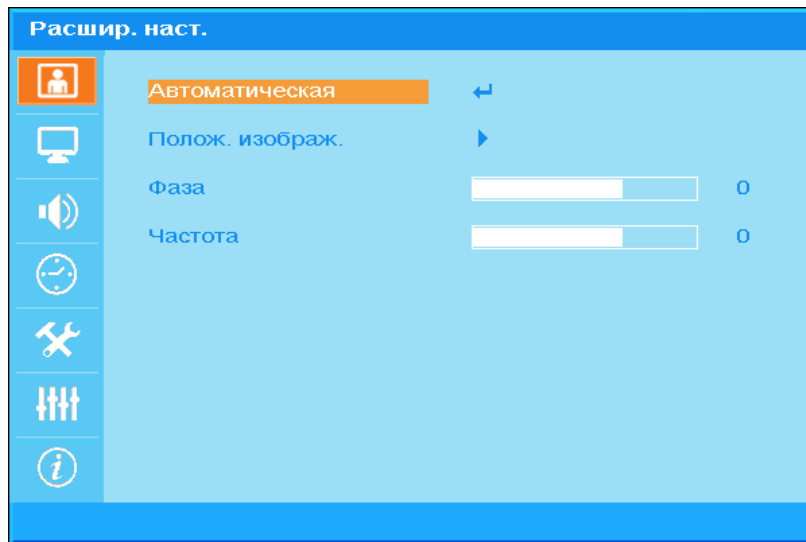 Расшир. наст.
Автоматическая
Полож. изображ.
Фаза 0
Частота 0